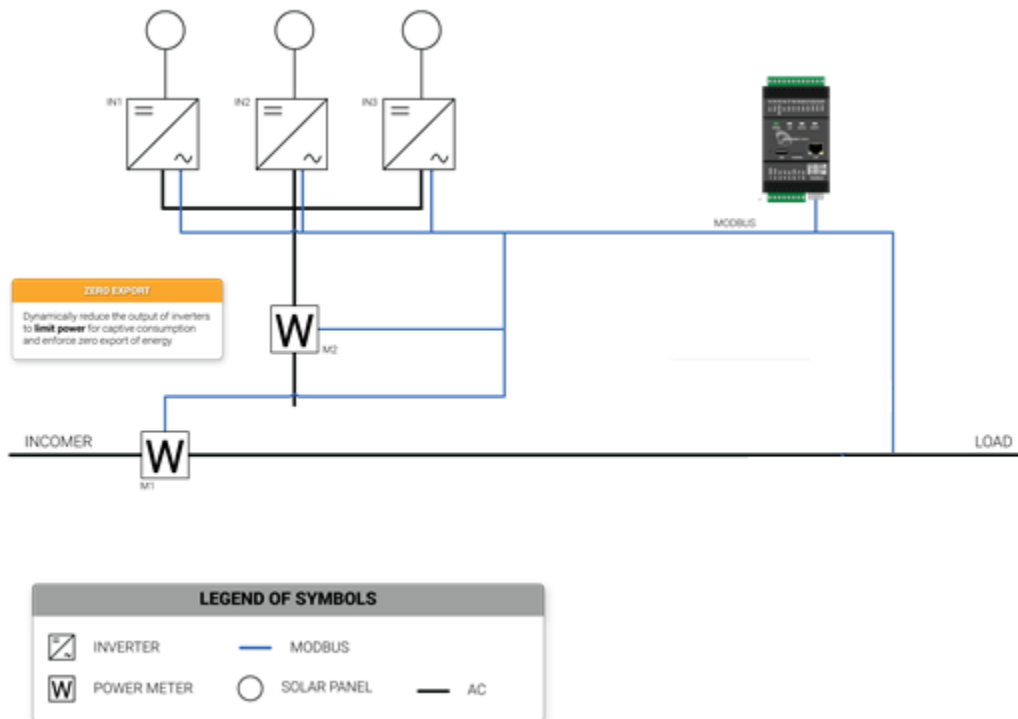 IN1
IN2
IN3
MODBUS
ZERO EXPORT
Dynamically reduce the output of inverters
to limit power for captive consumption
and enforce zero export of energy
W
M2
INCOMER
W
M1
LOAD
LEGEND OF SYMBOLS
INVERTER
MODBUS
W
POWER METER
SOLAR PANEL
AC